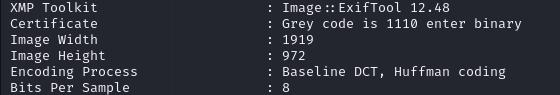 XMP Toolkit : Image::ExifTool 12.48
Certificate : Grey code is 1110 enter binary
Image Width : 1919
Image Height : 972
Encoding Process : Baseline DCT, Huffman coding
Bits Per Sample : 8